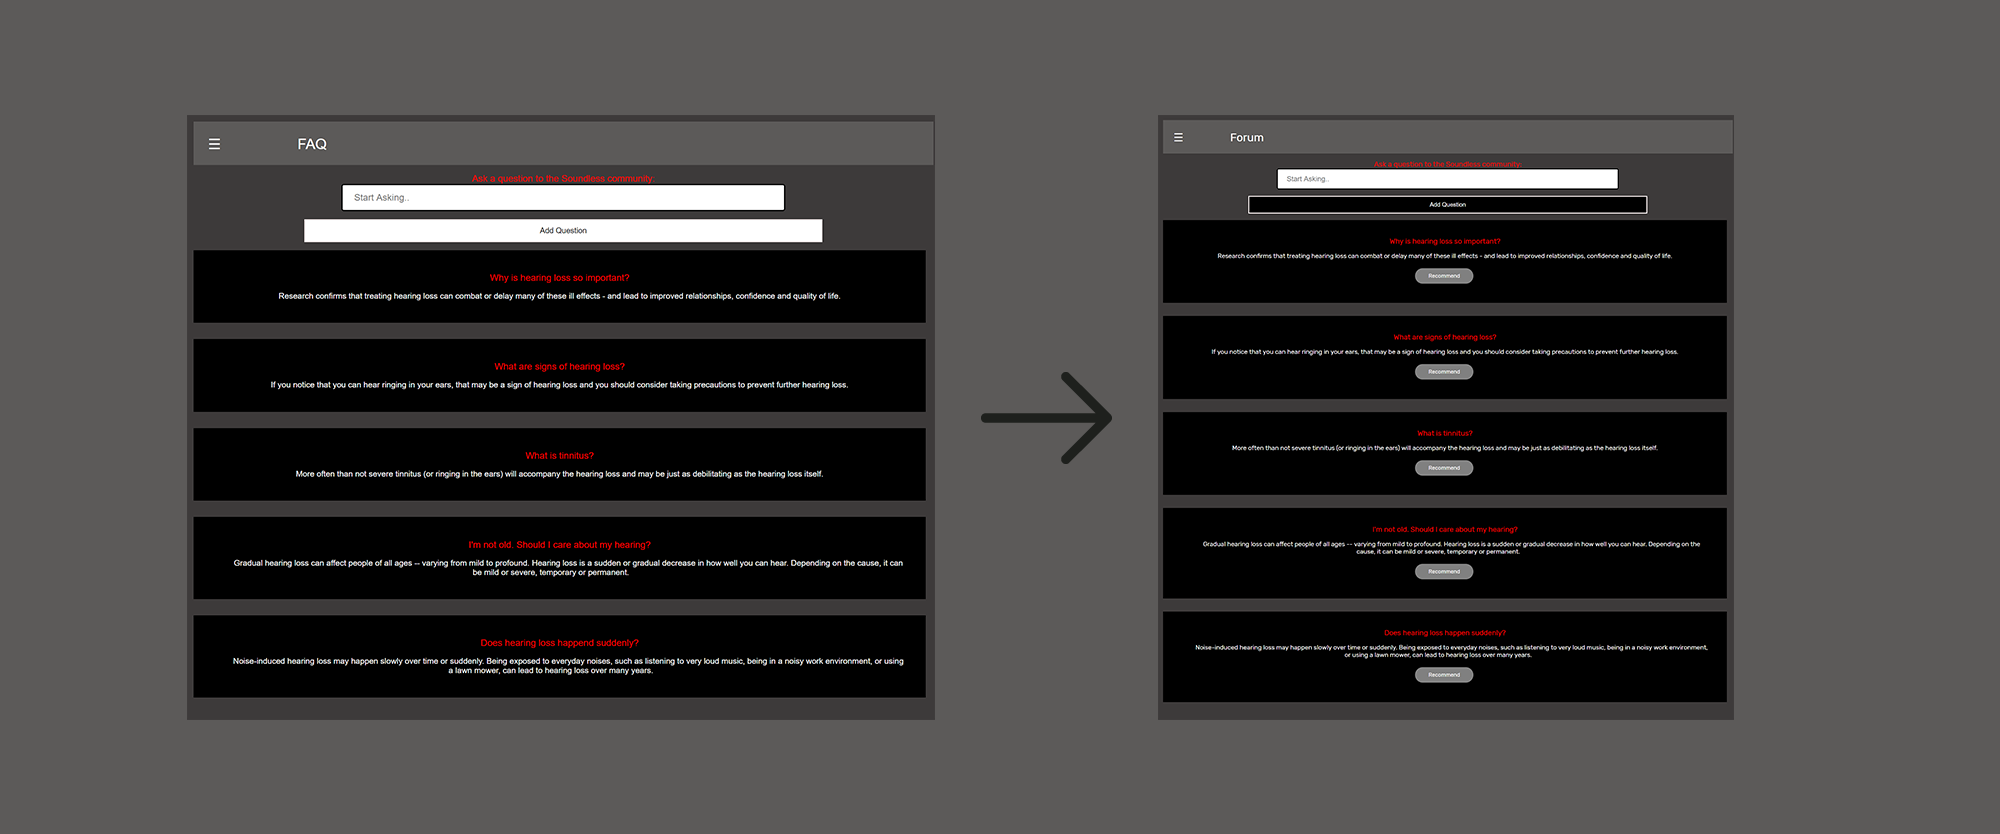 ☰ FAQ
Ask a question to the Soundless community:
Start Asking..
Add Question
Why is hearing loss so important?
Research confirms that treating hearing loss can combat or delay many of these ill effects - and lead to improved relationships, confidence and quality of life.
What are signs of hearing loss?
If you notice that you can hear ringing in your ears, that may be a sign of hearing loss and you should consider taking precautions to prevent further hearing loss.
What is tinnitus?
More often than not severe tinnitus (or ringing in the ears) will accompany the hearing loss and may be just as debilitating as the hearing loss itself.
I'm not old. Should I care about my hearing?
Gradual hearing loss can affect people of all ages -- varying from mild to profound. Hearing loss is a sudden or gradual decrease in how well you can hear. Depending on the cause, it can
be mild or severe, temporary or permanent.
Does hearing loss happend suddenly?
Noise-induced hearing loss may happen slowly over time or suddenly. Being exposed to everyday noises, such as listening to very loud music, being in a noisy work environment, or using
a lawn mower, can lead to hearing loss over many years.
☰ Forum
Ask a question to the Soundless community:
Start Asking..
Add Question
Why is hearing loss so important?
Research confirms that treating hearing loss can combat or delay many of these ill effects - and lead to improved relationships, confidence and quality of life.
Recommend
What are signs of hearing loss?
If you notice that you can hear ringing in your ears, that may be a sign of hearing loss and you should consider taking precautions to prevent further hearing loss.
Recommend
What is tinnitus?
More often than not severe tinnitus (or ringing in the ears) will accompany the hearing loss and may be just as debilitating as the hearing loss itself.
Recommend
I'm not old. Should I care about my hearing?
Gradual hearing loss can affect people of all ages -- varying from mild to profound. Hearing loss is a sudden or gradual decrease in how well you can hear. Depending on the
cause, it can be mild or severe, temporary or permanent.
Recommend
Does hearing loss happen suddenly?
Noise-induced hearing loss may happen slowly over time or suddenly. Being exposed to everyday noises, such as listening to very loud music, being in a noisy work environment,
or using a lawn mower, can lead to hearing loss over many years.
Recommend